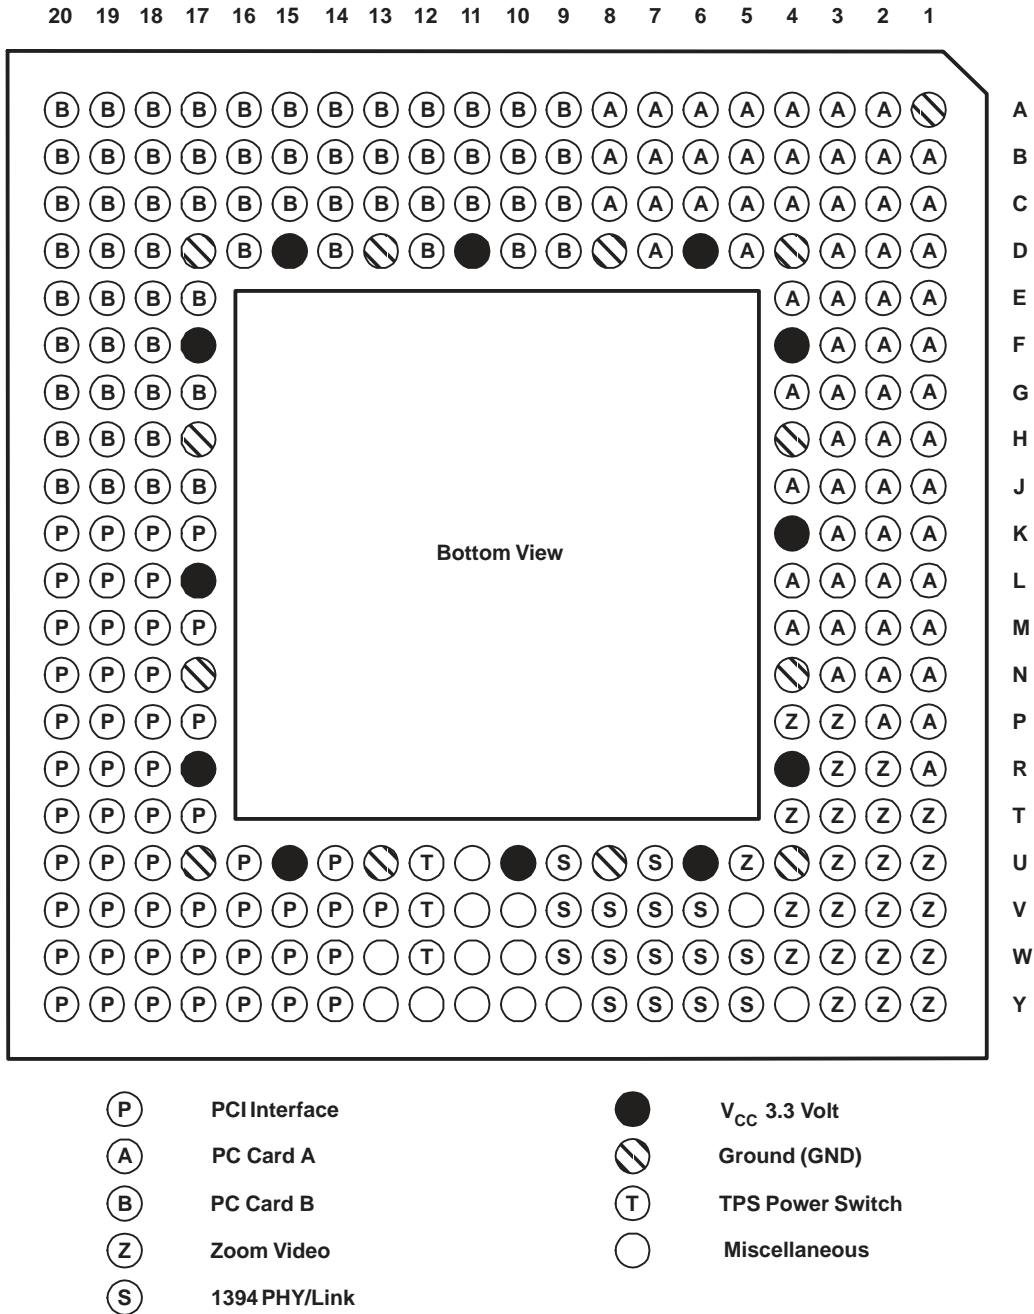 20 19 18 17 16 15 14 13 12 11 10 9 8 7 6 5 4 3 2 1
B B B B B B B B B B B B A A A A A A A A
B B B B B B B B B B B B A A A A A A A A B
B B B B B B B B B B B B A A A A A A A A C
B B B B B B B B A A D
B B B B A A A A E
B B B A A A F
B B B B A A A A G
B B B A A A H
B B B B A A A A J
P P P P A A A K
Bottom View
P P P A A A A L
P P P P A A A A M
P P P A A A N
P P P P Z Z A A P
P P P Z Z A R
P P P P Z Z Z Z T
P P P P P T S S Z Z Z Z U
P P P P P P P P T S S S S Z Z Z Z V
P P P P P P P T S S S S S Z Z Z Z W
P P P P P P P S S S S Z Z Z Y
P PCI Interface VCC 3.3 Volt
A PC Card A Ground (GND)
B PC Card B T TPS Power Switch
Z Zoom Video Miscellaneous
S 1394 PHY/Link